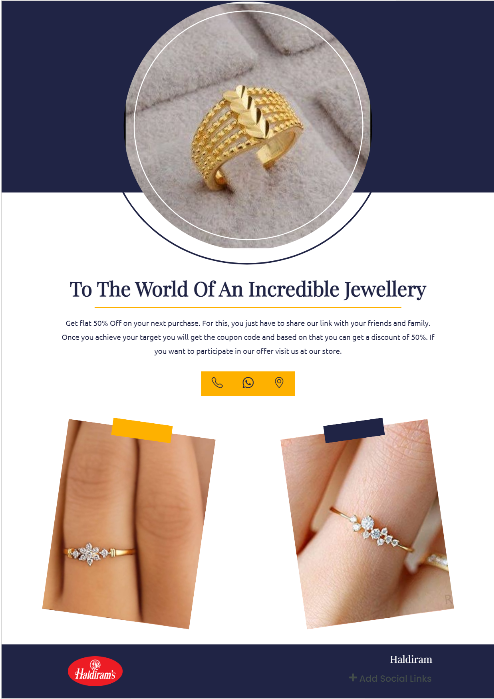 To The World Of An Incredible Jewellery
Get flat 50% Off on your next purchase. For this, you just have to share our link with your friends and family.
Once you achieve your target you will get the coupon code and based on that you can get a discount of 50%. If
you want to participate in our offer visit us at our store.
Haldiram's
Haldiram
+ Add Social Links